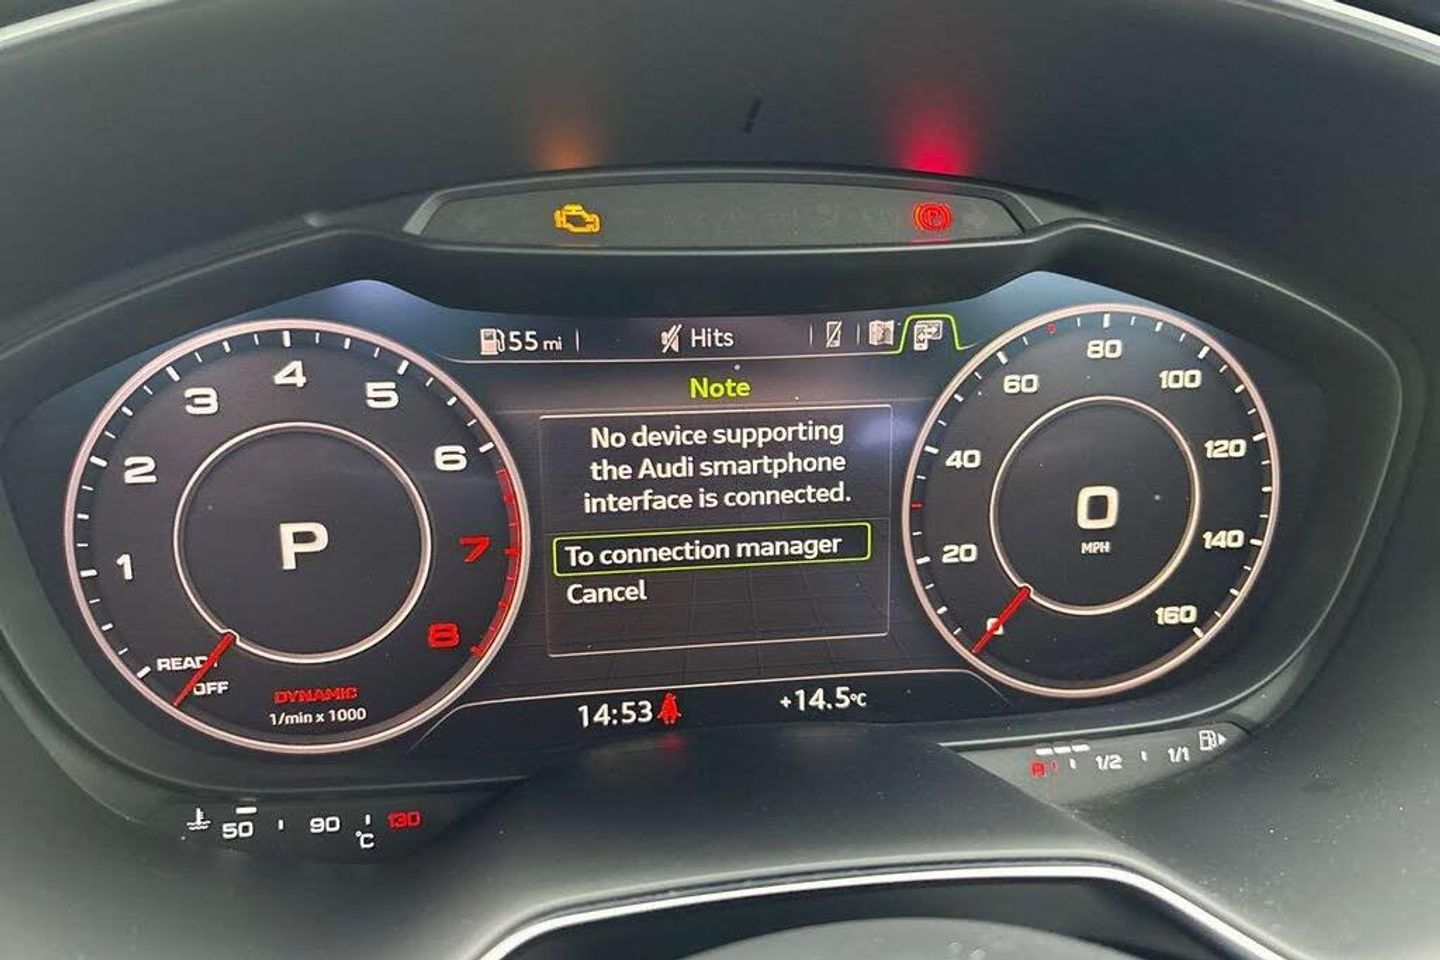 55 mi
Hits
Note
No device supporting
the Audi smartphone
interface is connected.
To connection manager
Cancel
14:53
+14.5°C
1
2
3
4
5
6
7
8
P
READY
OFF
DYNAMIC
1/min x 1000
20
40
60
80
100
120
140
160
0
MPH
50
90
130
°C
1/2
1/1